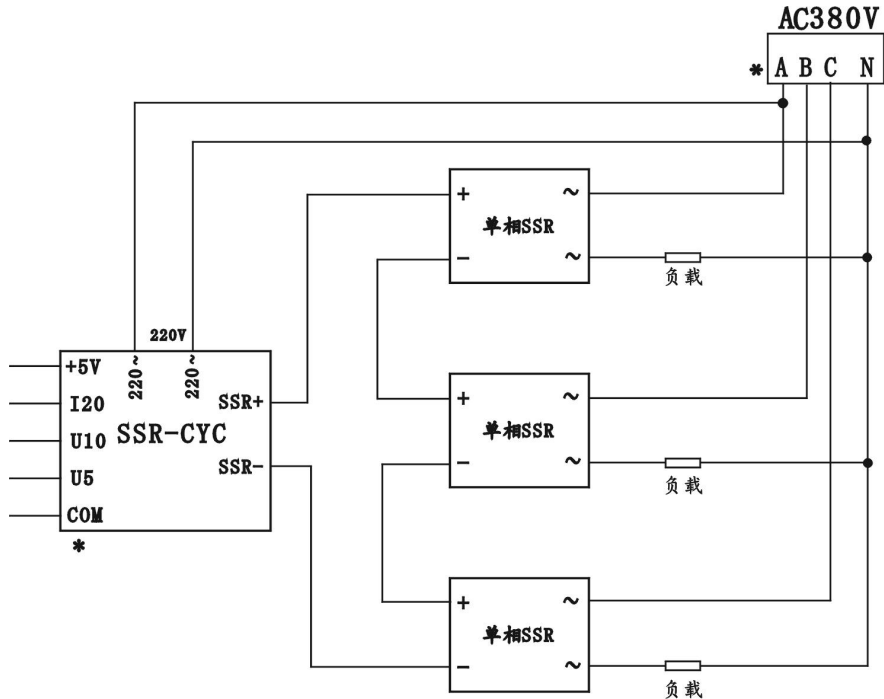 AC380V
* A B C N
+ ~
单相SSR
- ~
负载
220V
220~ 220~
+5V
I20
U10
U5
COM
SSR-CYC
SSR+
SSR-
*
+ ~
单相SSR
- ~
负载
+ ~
单相SSR
- ~
负载